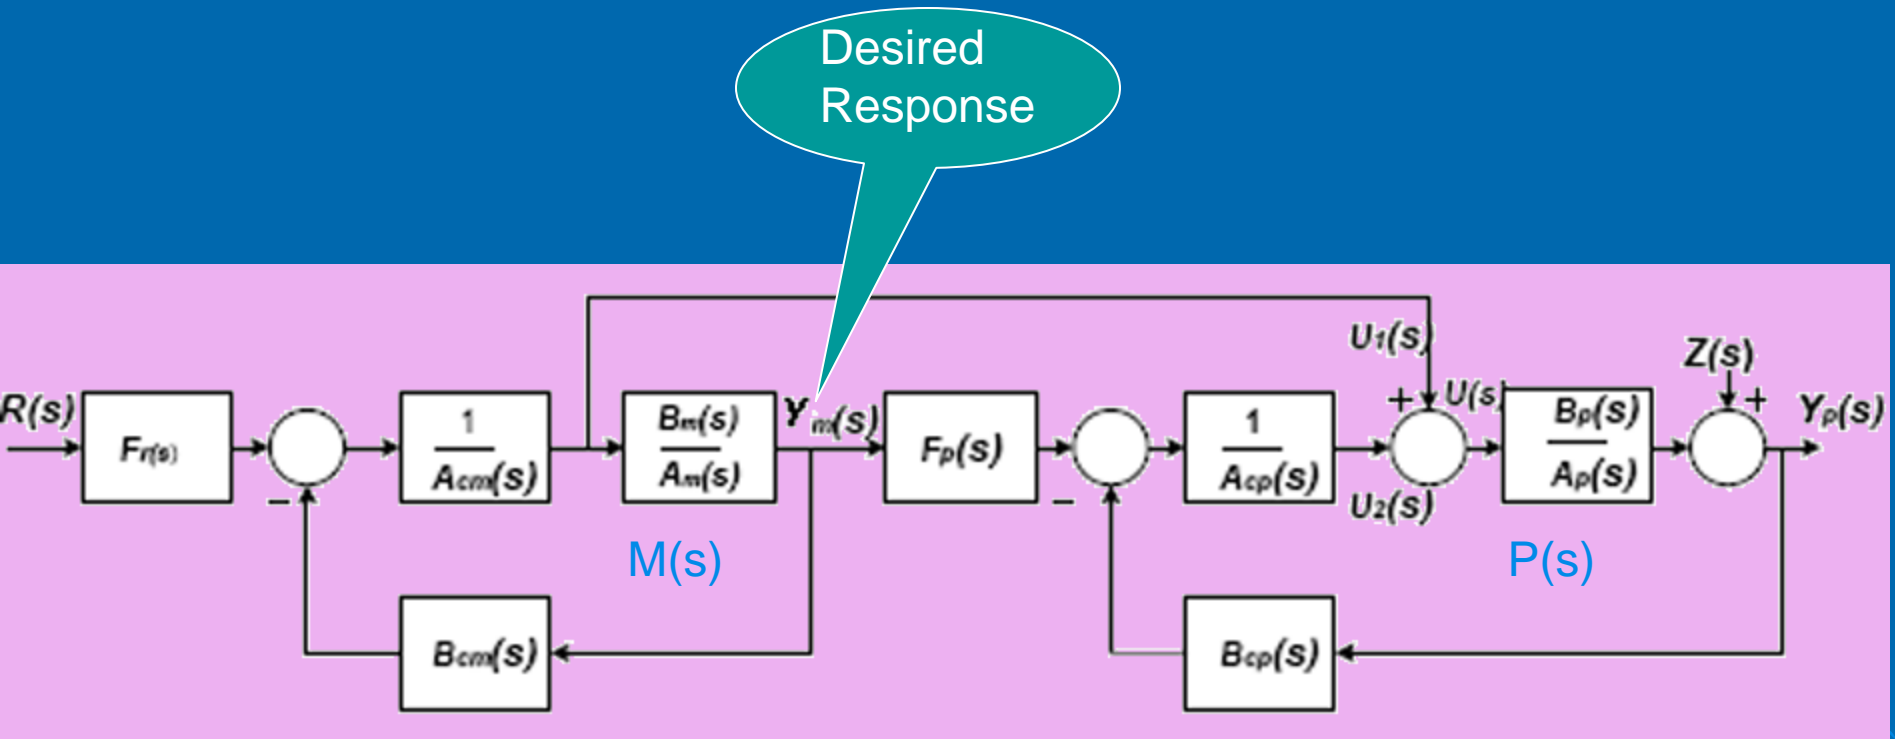 Desired
Response
U1(s)
Z(s)
R(s)
Fr(s)
1
Acm(s)
Bm(s)
Am(s)
Ym(s)
Fp(s)
1
Acp(s)
+
U(s)
U2(s)
Bp(s)
Ap(s)
+
Yp(s)
−
−
M(s)
P(s)
Bcm(s)
Bcp(s)